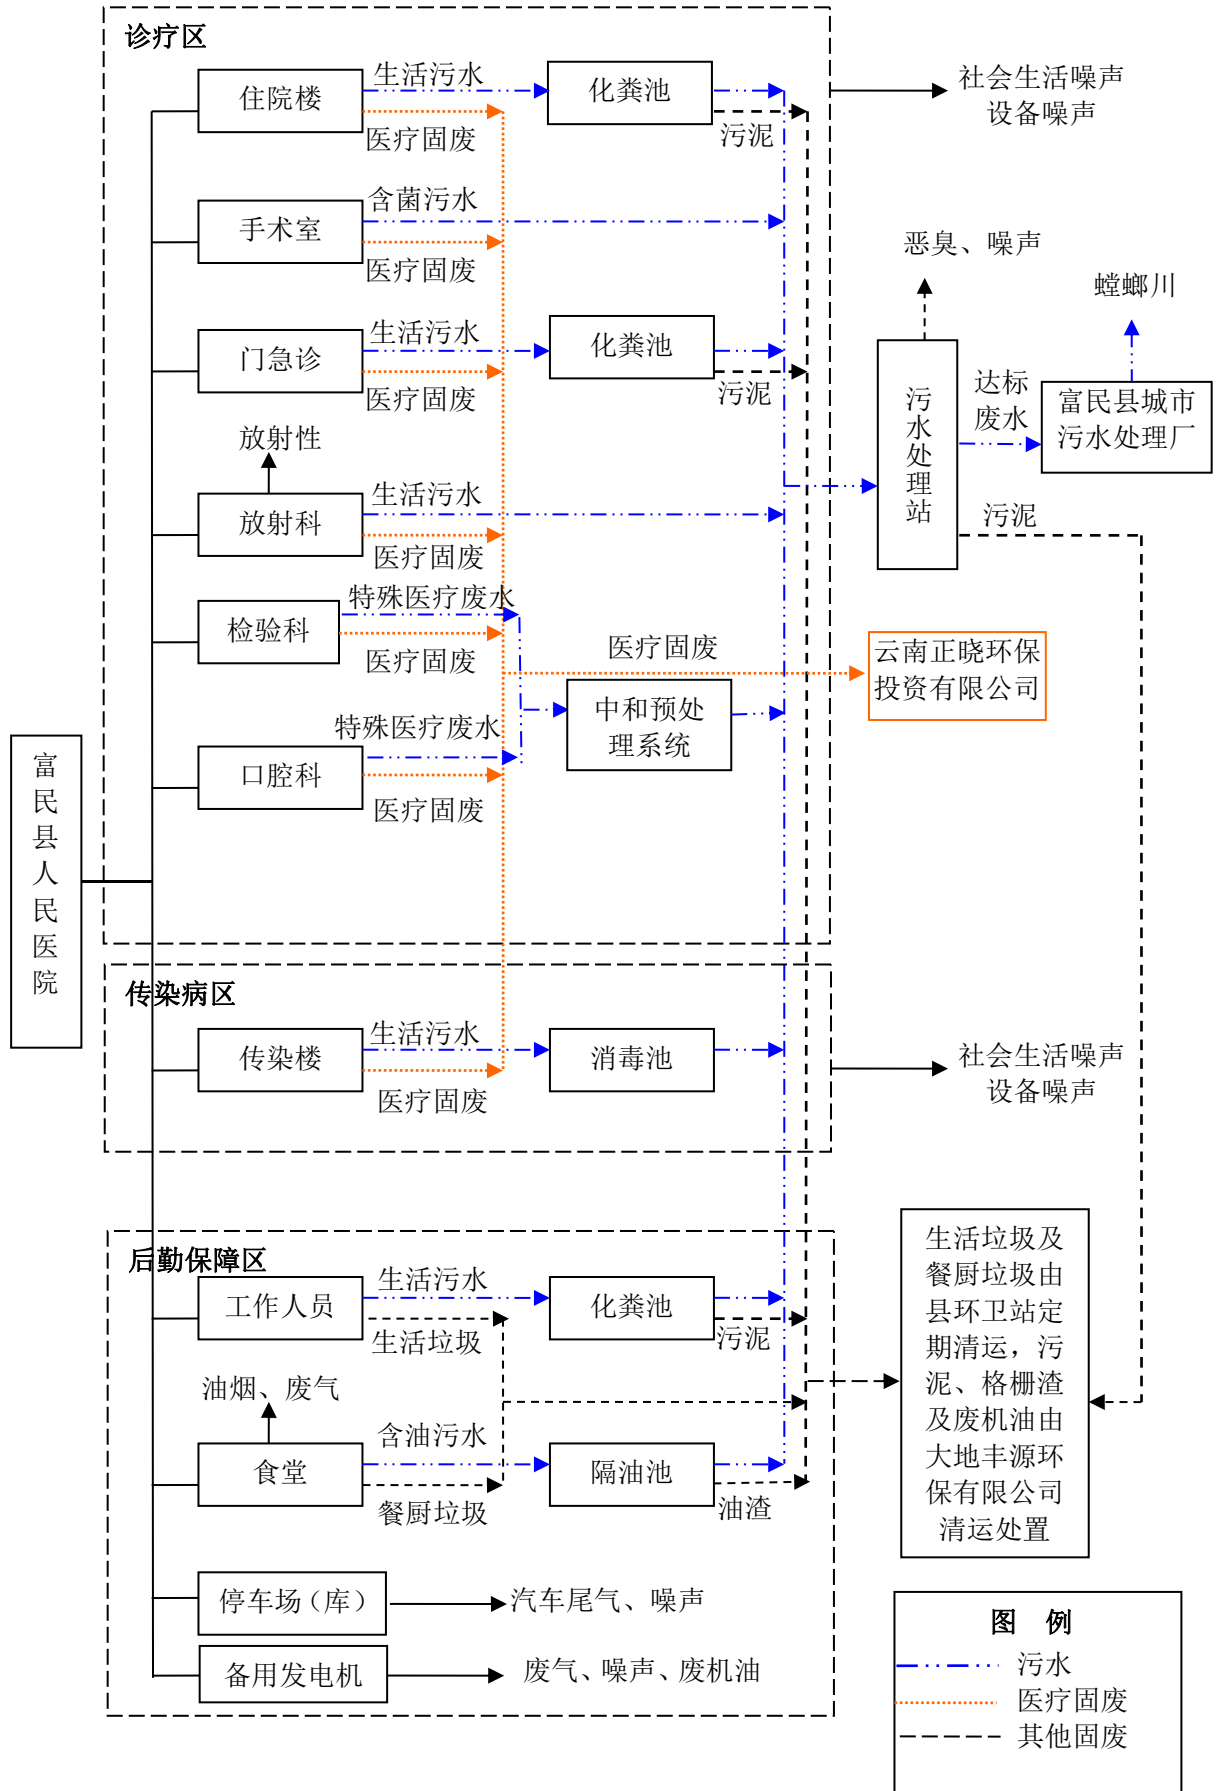 诊疗区
生活污水
住院楼
化粪池
社会生活噪声
设备噪声
医疗固废
污泥
含菌污水
手术室
医疗固废
恶臭、噪声
螳螂川
生活污水
门急诊
化粪池
医疗固废
污泥
污水处理站
达标
废水
富民县城市
污水处理厂
放射性
生活污水
放射科
医疗固废
污泥
特殊医疗废水
检验科
医疗固废
医疗固废
云南正晓环保
投资有限公司
特殊医疗废水
中和预处
理系统
口腔科
医疗固废
富民县人民医院
传染病区
生活污水
传染楼
消毒池
医疗固废
社会生活噪声
设备噪声
后勤保障区
生活污水
工作人员
化粪池
生活垃圾
污泥
油烟、废气
含油污水
食堂
隔油池
餐厨垃圾
油渣
生活垃圾及
餐厨垃圾由
县环卫站定
期清运，污
泥、格栅渣
及废机油由
大地丰源环
保有限公司
清运处置
停车场（库）
汽车尾气、噪声
备用发电机
废气、噪声、废机油
图 例
污水
医疗固废
其他固废